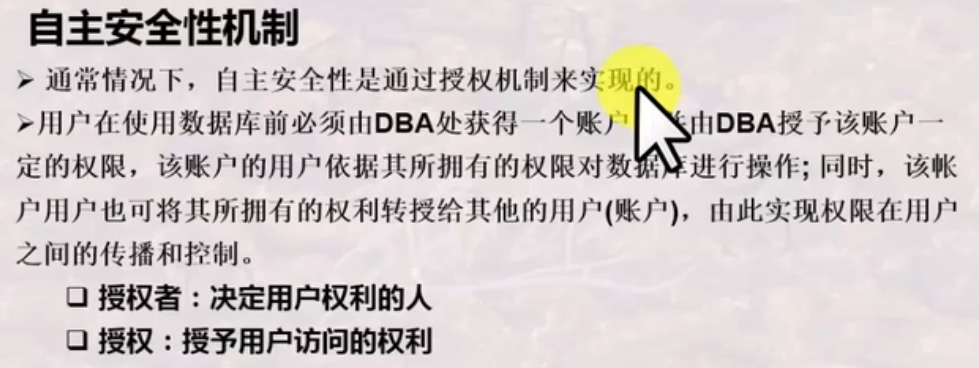 自主安全性机制
➢ 通常情况下，自主安全性是通过授权机制来实现的。
➢用户在使用数据库前必须由DBA处获得一个账户 由DBA授予该账户一
定的权限，该账户的用户依据其所拥有的权限对数据库进行操作; 同时，该帐
户用户也可将其所拥有的权利转授给其他的用户(账户)，由此实现权限在用户
之间的传播和控制。
❑ 授权者：决定用户权利的人
❑ 授权：授予用户访问的权利